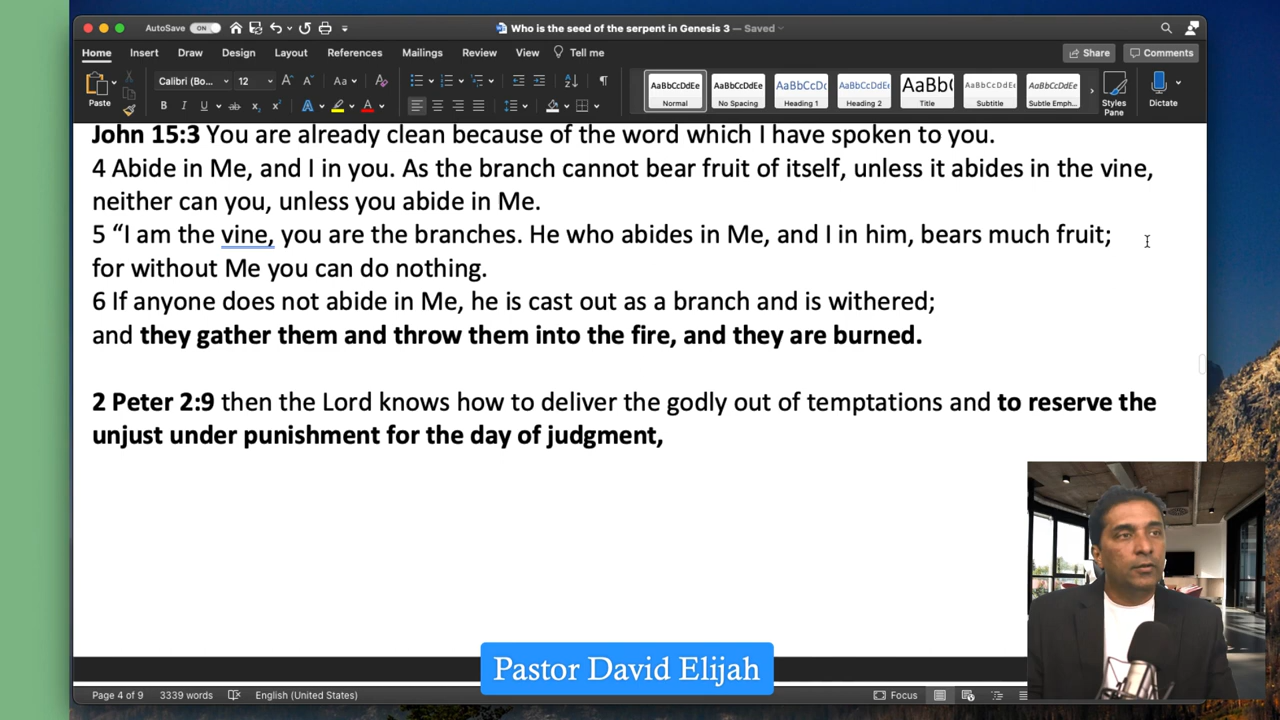 AutoSave ON
Who is the seed of the serpent in Genesis 3 — Saved
Home Insert Draw Design Layout References Mailings Review View Tell me
Share Comments
Paste
Calibri (Bo... 12
AaBbCcDdEe Normal
AaBbCcDdEe No Spacing
AaBbCcDc Heading 1
AaBbCcDdEe Heading 2
AaBb( Title
AaBbCcDdEe Subtitle
AaBbCcDdEe Subtle Emph...
Styles Pane
Dictate
John 15:3 You are already clean because of the word which I have spoken to you.
4 Abide in Me, and I in you. As the branch cannot bear fruit of itself, unless it abides in the vine,
neither can you, unless you abide in Me.
5 “I am the vine, you are the branches. He who abides in Me, and I in him, bears much fruit;
for without Me you can do nothing.
6 If anyone does not abide in Me, he is cast out as a branch and is withered;
and they gather them and throw them into the fire, and they are burned.
2 Peter 2:9 then the Lord knows how to deliver the godly out of temptations and to reserve the
unjust under punishment for the day of judgment,
Pastor David Elijah
Page 4 of 9 3339 words English (United States) Focus